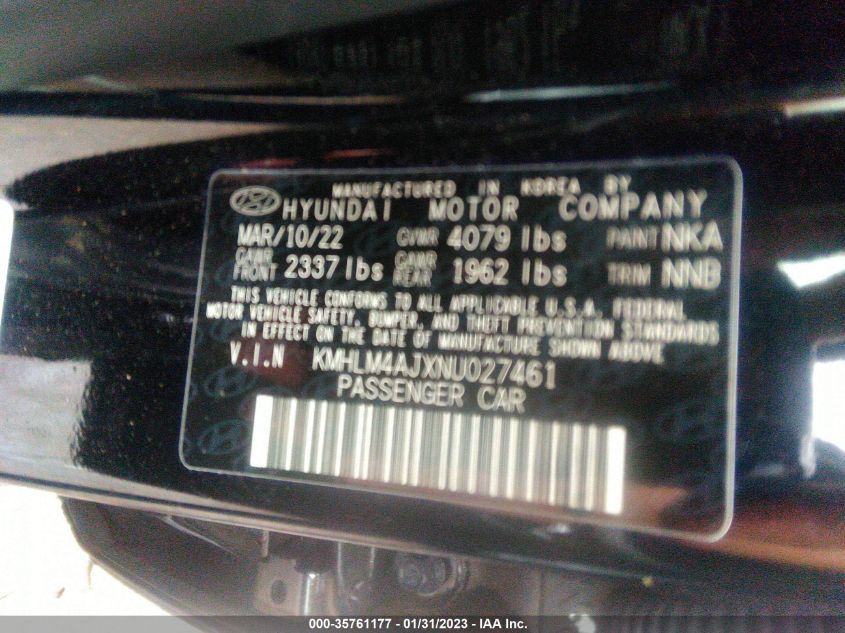 MANUFACTURED IN KOREA BY
HYUNDAI MOTOR COMPANY
MAR/10/22 GVWR 4079 lbs PAINT NKA
GAWR FRONT 2337 lbs GAWR REAR 1962 lbs TRIM NNB
THIS VEHICLE CONFORMS TO ALL APPLICABLE U.S.A. FEDERAL
MOTOR VEHICLE SAFETY, BUMPER, AND THEFT PREVENTION STANDARDS
IN EFFECT ON THE DATE OF MANUFACTURE SHOWN ABOVE
V.I.N KMHLM4AJXNU027461
PASSENGER CAR
000-35761177 - 01/31/2023 - IAA Inc.